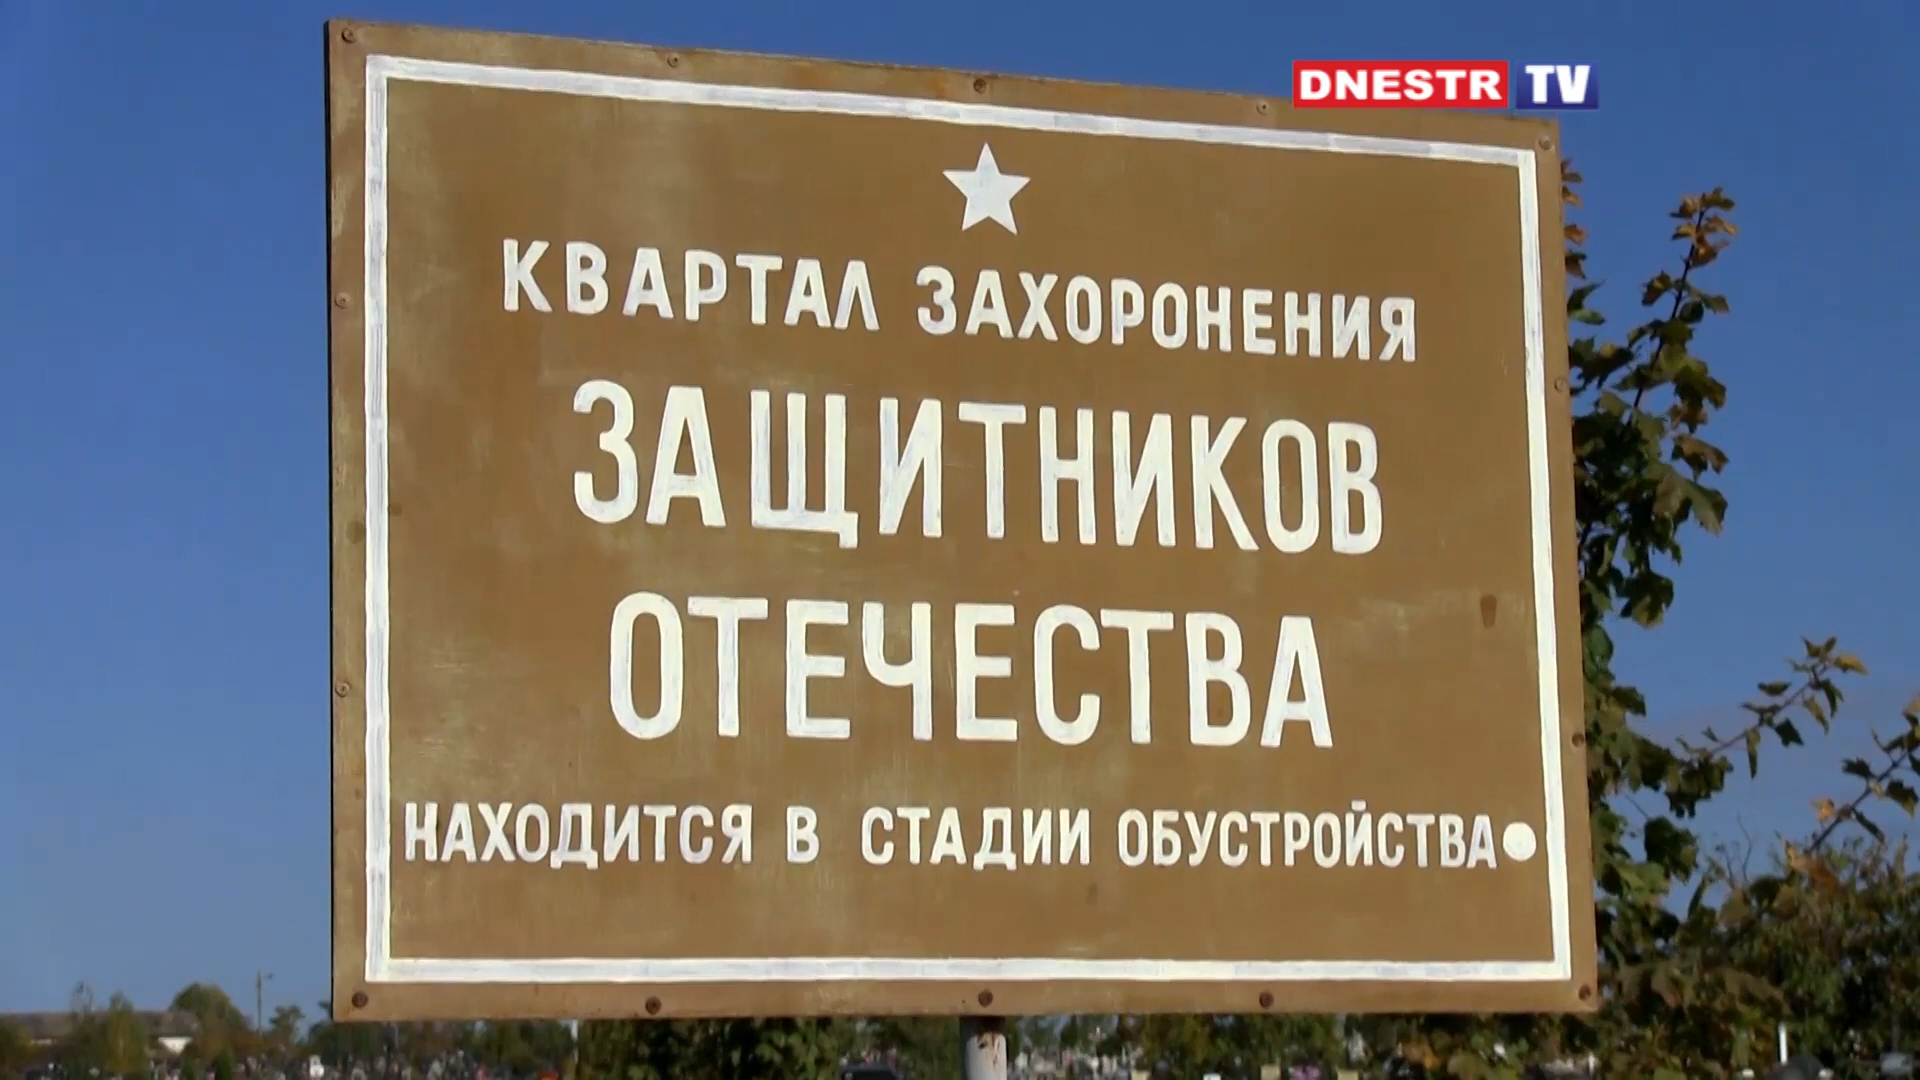 DNESTR TV
КВАРТАЛ ЗАХОРОНЕНИЯ
ЗАЩИТНИКОВ
ОТЕЧЕСТВА
НАХОДИТСЯ В СТАДИИ ОБУСТРОЙСТВА